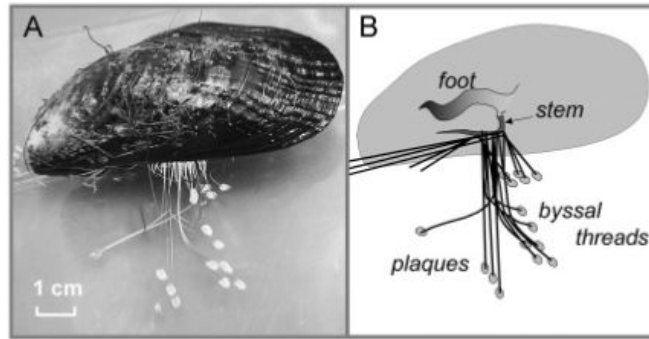 A
1 cm
B
foot
stem
byssal
threads
plaques